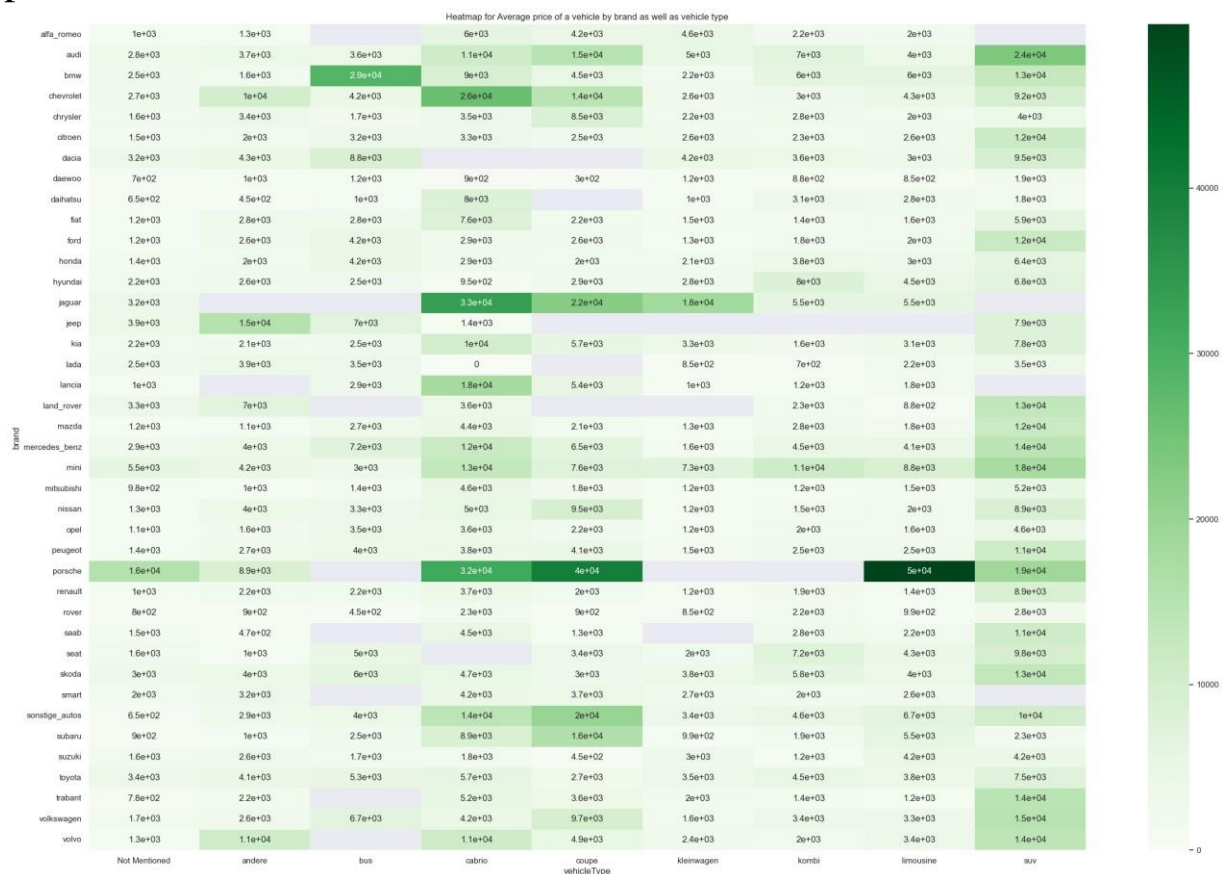 Heatmap for Average price of a vehicle by brand as well as vehicle type
alfa_romeo 1e+03 1.3e+03 6e+03 4.2e+03 4.6e+03 2.2e+03 2e+03
audi 2.8e+03 3.7e+03 3.6e+03 1.1e+04 1.5e+04 5e+03 7e+03 4e+03 2.4e+04
bmw 2.5e+03 1.6e+03 2.9e+04 9e+03 4.5e+03 2.2e+03 6e+03 6e+03 1.3e+04
chevrolet 2.7e+03 1e+04 4.2e+03 2.6e+04 1.4e+04 2.6e+03 3e+03 4.3e+03 9.2e+03
chrysler 1.6e+03 3.4e+03 1.7e+03 3.5e+03 8.5e+03 2.2e+03 2.8e+03 2e+03 4e+03
citroen 1.5e+03 2e+03 3.2e+03 3.3e+03 2.5e+03 2.6e+03 2.3e+03 2.6e+03 1.2e+04
dacia 3.2e+03 4.3e+03 8.8e+03 4.2e+03 3.6e+03 3e+03 9.5e+03
daewoo 7e+02 1e+03 1.2e+03 9e+02 3e+02 1.2e+03 8.8e+02 8.5e+02 1.9e+03
daihatsu 6.5e+02 4.5e+02 1e+03 8e+03 1e+03 3.1e+03 2.8e+03 1.8e+03
40000
fiat 1.2e+03 2.8e+03 2.8e+03 7.6e+03 2.2e+03 1.5e+03 1.4e+03 1.6e+03 5.9e+03
ford 1.2e+03 2.6e+03 4.2e+03 2.9e+03 2.6e+03 1.3e+03 1.8e+03 2e+03 1.2e+04
honda 1.4e+03 2e+03 4.2e+03 2.9e+03 2e+03 2.1e+03 3.8e+03 3e+03 6.4e+03
hyundai 2.2e+03 2.6e+03 2.5e+03 9.5e+02 2.9e+03 2.8e+03 8e+03 4.5e+03 6.8e+03
jaguar 3.2e+03 3.3e+04 2.2e+04 1.8e+04 5.5e+03 5.5e+03
jeep 3.9e+03 1.5e+04 7e+03 1.4e+03 7.9e+03
kia 2.2e+03 2.1e+03 2.5e+03 1e+04 5.7e+03 3.3e+03 1.6e+03 3.1e+03 7.8e+03
30000
lada 2.5e+03 3.9e+03 3.5e+03 0 8.5e+02 7e+02 2.2e+03 3.5e+03
lancia 1e+03 2.9e+03 1.8e+04 5.4e+03 1e+03 1.2e+03 1.8e+03
land_rover 3.3e+03 7e+03 3.6e+03 2.3e+03 8.8e+02 1.3e+04
mazda 1.2e+03 1.1e+03 2.7e+03 4.4e+03 2.1e+03 1.3e+03 2.8e+03 1.8e+03 1.2e+04
brand
mercedes_benz 2.9e+03 4e+03 7.2e+03 1.2e+04 6.5e+03 1.6e+03 4.5e+03 4.1e+03 1.4e+04
mini 5.5e+03 4.2e+03 3e+03 1.3e+04 7.6e+03 7.3e+03 1.1e+04 8.8e+03 1.8e+04
mitsubishi 9.8e+02 1e+03 1.4e+03 4.6e+03 1.8e+03 1.2e+03 1.2e+03 1.5e+03 5.2e+03
nissan 1.3e+03 4e+03 3.3e+03 5e+03 9.5e+03 1.2e+03 1.5e+03 2e+03 8.9e+03
20000
opel 1.1e+03 1.6e+03 3.5e+03 3.6e+03 2.2e+03 1.2e+03 2e+03 1.6e+03 4.6e+03
peugeot 1.4e+03 2.7e+03 4e+03 3.8e+03 4.1e+03 1.5e+03 2.5e+03 2.5e+03 1.1e+04
porsche 1.6e+04 8.9e+03 3.2e+04 4e+04 5e+04 1.9e+04
renault 1e+03 2.2e+03 2.2e+03 3.7e+03 2e+03 1.2e+03 1.9e+03 1.4e+03 8.9e+03
rover 8e+02 9e+02 4.5e+02 2.3e+03 9e+02 8.5e+02 2.2e+03 9.9e+02 2.8e+03
saab 1.5e+03 4.7e+02 4.5e+03 1.3e+03 2.8e+03 2.2e+03 1.1e+04
seat 1.6e+03 1e+03 5e+03 3.4e+03 2e+03 7.2e+03 4.3e+03 9.8e+03
skoda 3e+03 4e+03 6e+03 4.7e+03 3e+03 3.8e+03 5.8e+03 4e+03 1.3e+04
10000
smart 2e+03 3.2e+03 4.2e+03 3.7e+03 2.7e+03 2e+03 2.6e+03
sonstige_autos 6.5e+02 2.9e+03 4e+03 1.4e+04 2e+04 3.4e+03 4.6e+03 6.7e+03 1e+04
subaru 9e+02 1e+03 2.5e+03 8.9e+03 1.6e+04 9.9e+02 1.9e+03 5.5e+03 2.3e+03
suzuki 1.6e+03 2.6e+03 1.7e+03 1.8e+03 4.5e+02 3e+03 1.2e+03 4.2e+03 4.2e+03
toyota 3.4e+03 4.1e+03 5.3e+03 5.7e+03 2.7e+03 3.5e+03 4.5e+03 3.8e+03 7.5e+03
trabant 7.8e+02 2.2e+03 5.2e+03 3.6e+03 2e+03 1.4e+03 1.2e+03 1.4e+04
volkswagen 1.7e+03 2.6e+03 6.7e+03 4.2e+03 9.7e+03 1.6e+03 3.4e+03 3.3e+03 1.5e+04
volvo 1.3e+03 1.1e+04 1.1e+04 4.9e+03 2.4e+03 2e+03 3.4e+03 1.4e+04
0
Not Mentioned andere bus cabrio coupe kleinwagen kombi limousine suv
vehicleType